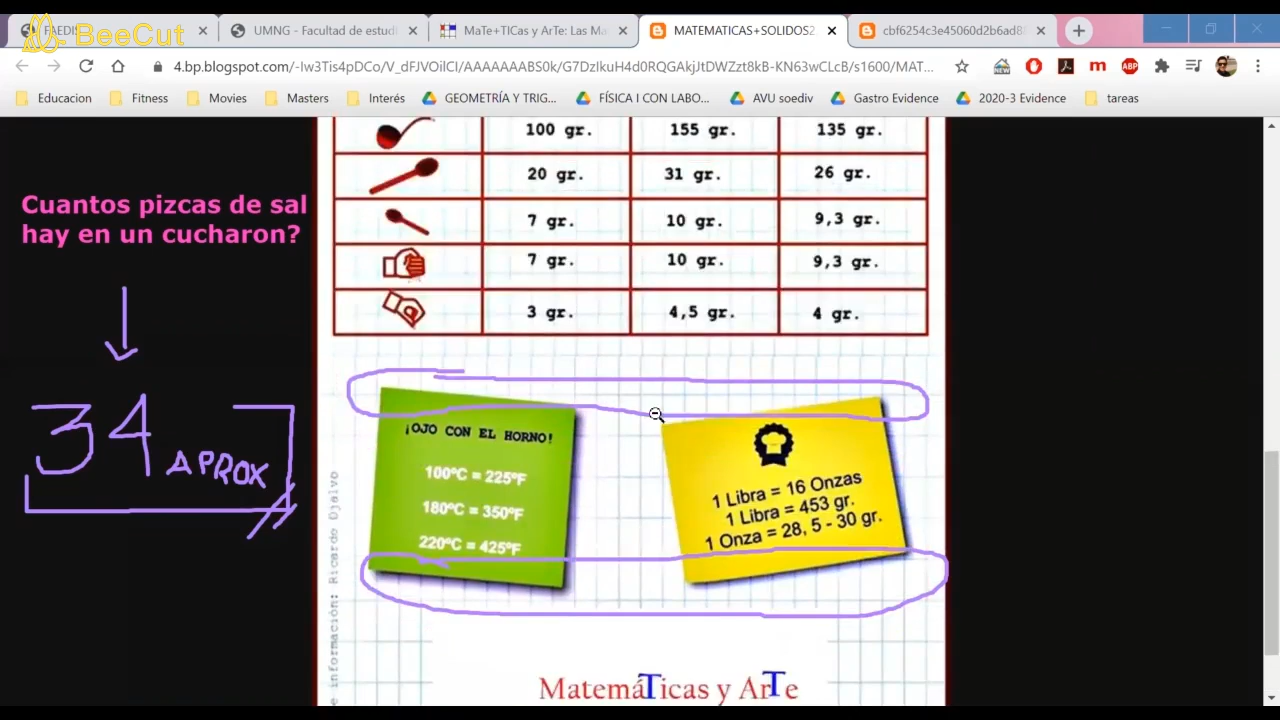 BeeCut
FAEDIS
UMNG - Facultad de estudi
MaTe+TICas y ArTe: Las Ma
MATEMATICAS+SOLIDOS2
cbf6254c3e45060d2b6ad8
4.bp.blogspot.com/-Iw3Tis4pDCo/V_dFJVOilCI/AAAAAAABS0k/G7DzIkuH4d0RQGAkjJtDWZzt8kB-KN63wCLcB/s1600/MAT...
NEW
ABP
m
Educacion
Fitness
Movies
Masters
Interés
GEOMETRÍA Y TRIG...
FÍSICA I CON LABO...
AVU soediv
Gastro Evidence
2020-3 Evidence
tareas
100 gr. 155 gr. 135 gr.
20 gr. 31 gr. 26 gr.
7 gr. 10 gr. 9,3 gr.
7 gr. 10 gr. 9,3 gr.
3 gr. 4,5 gr. 4 gr.
Cuantos pizcas de sal
hay en un cucharon?
34 APROX
¡OJO CON EL HORNO!
100ºC = 225ºF
180ºC = 350ºF
220ºC = 425ºF
1 Libra = 16 Onzas
1 Libra = 453 gr.
1 Onza = 28, 5 - 30 gr.
e información: Ricardo Ojalvo
MatemáTicas y ArTe